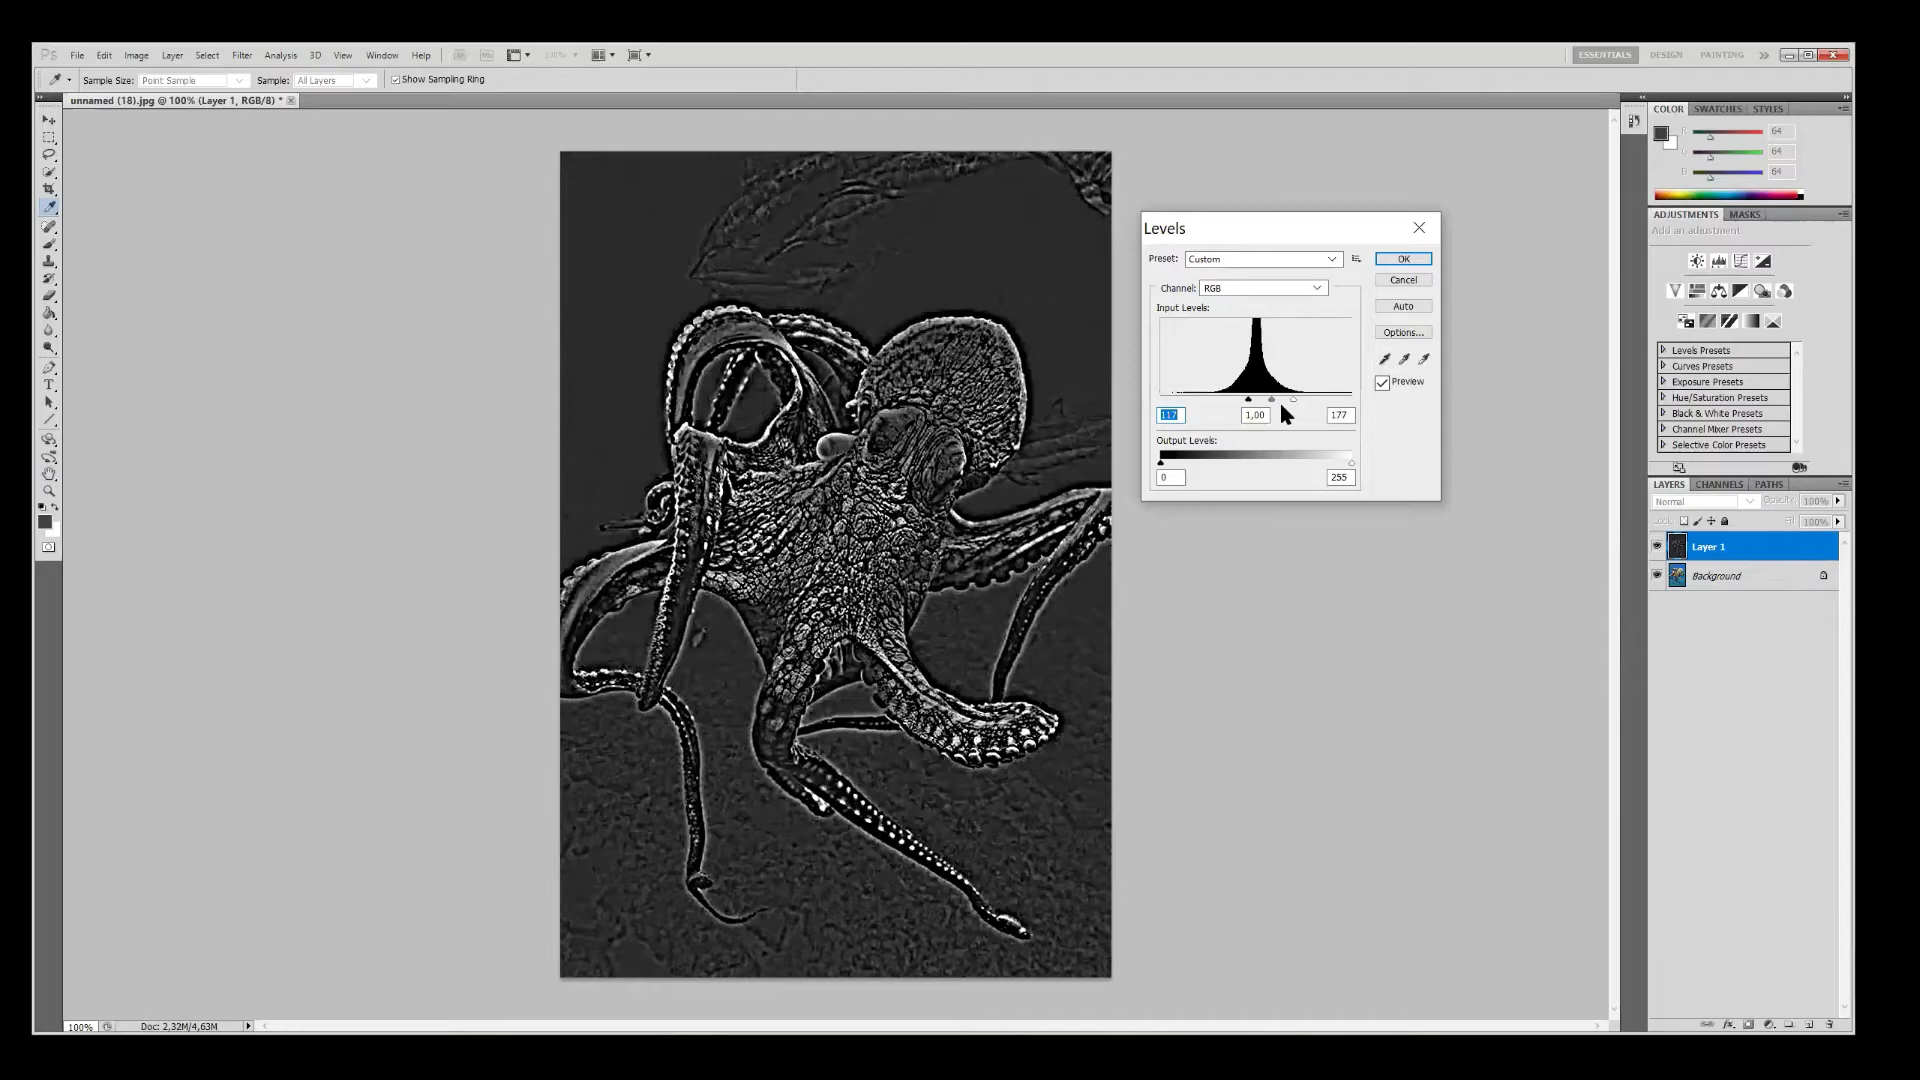 Ps File Edit Image Layer Select Filter Analysis 3D View Window Help 100% ESSENTIALS DESIGN PAINTING
Sample Size: Point Sample Sample: All Layers Show Sampling Ring
unnamed (18).jpg @ 100% (Layer 1, RGB/8) *
COLOR SWATCHES STYLES
R 64
G 64
B 64
ADJUSTMENTS MASKS
Add an adjustment
Levels
Preset: Custom OK
Channel: RGB Cancel
Input Levels: Auto
Options...
Preview
117 1,00 177
Output Levels:
0 255
Levels Presets
Curves Presets
Exposure Presets
Hue/Saturation Presets
Black & White Presets
Channel Mixer Presets
Selective Color Presets
LAYERS CHANNELS PATHS
Normal Opacity: 100%
Lock: Fill: 100%
Layer 1
Background
100% Doc: 2,32M/4,63M